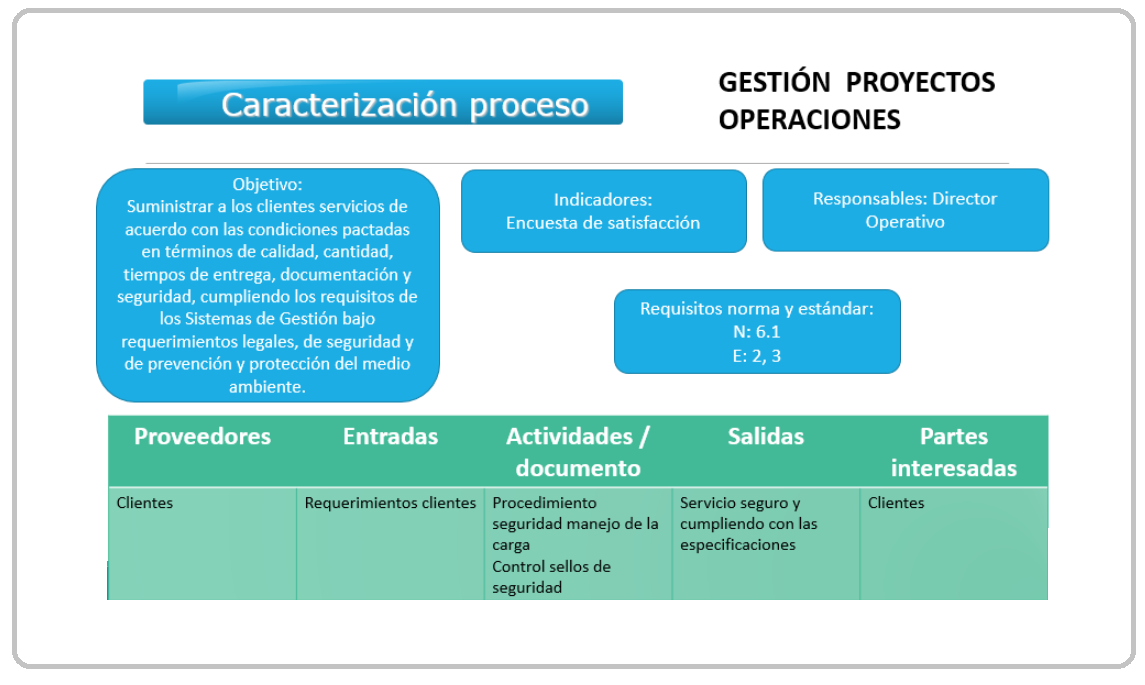 Caracterización proceso
GESTIÓN PROYECTOS
OPERACIONES
Objetivo:
Suministrar a los clientes servicios de
acuerdo con las condiciones pactadas
en términos de calidad, cantidad,
tiempos de entrega, documentación y
seguridad, cumpliendo los requisitos de
los Sistemas de Gestión bajo
requerimientos legales, de seguridad y
de prevención y protección del medio
ambiente.
Indicadores:
Encuesta de satisfacción
Responsables: Director
Operativo
Requisitos norma y estándar:
N: 6.1
E: 2, 3
Proveedores
Entradas
Actividades /
documento
Salidas
Partes
interesadas
Clientes
Requerimientos clientes
Procedimiento
seguridad manejo de la
carga
Control sellos de
seguridad
Servicio seguro y
cumpliendo con las
especificaciones
Clientes